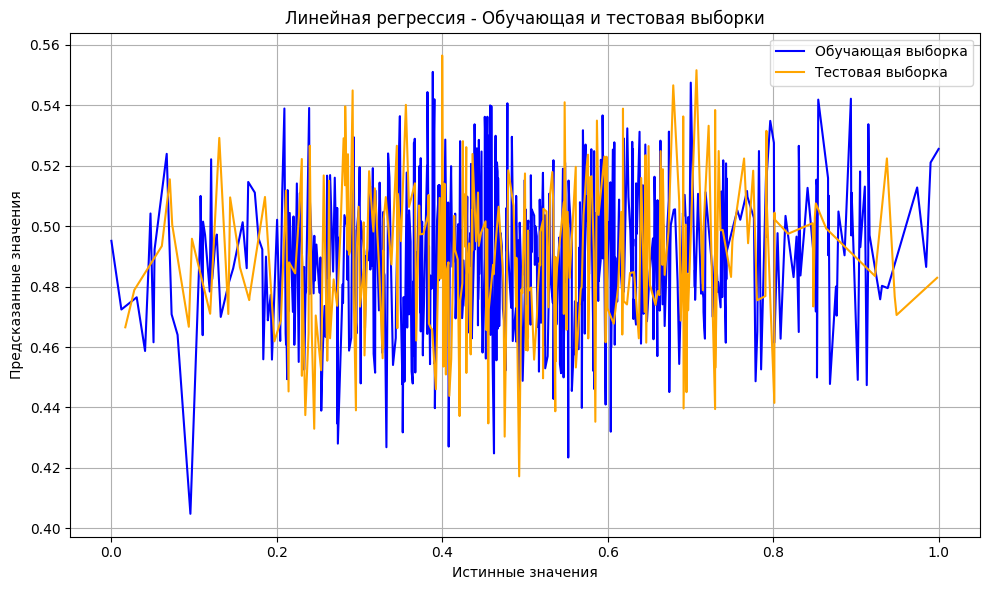 Линейная регрессия - Обучающая и тестовая выборки
Обучающая выборка
Тестовая выборка
Предсказанные значения
0.56
0.54
0.52
0.50
0.48
0.46
0.44
0.42
0.40
0.0 0.2 0.4 0.6 0.8 1.0
Истинные значения